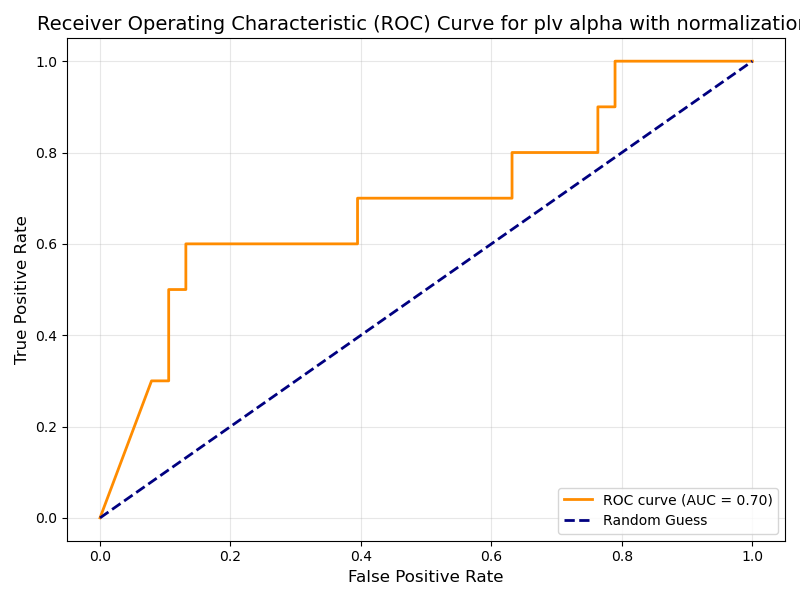 Receiver Operating Characteristic (ROC) Curve for plv alpha with normalization
1.0
0.8
0.6
0.4
0.2
0.0
True Positive Rate
0.0 0.2 0.4 0.6 0.8 1.0
False Positive Rate
ROC curve (AUC = 0.70)
Random Guess